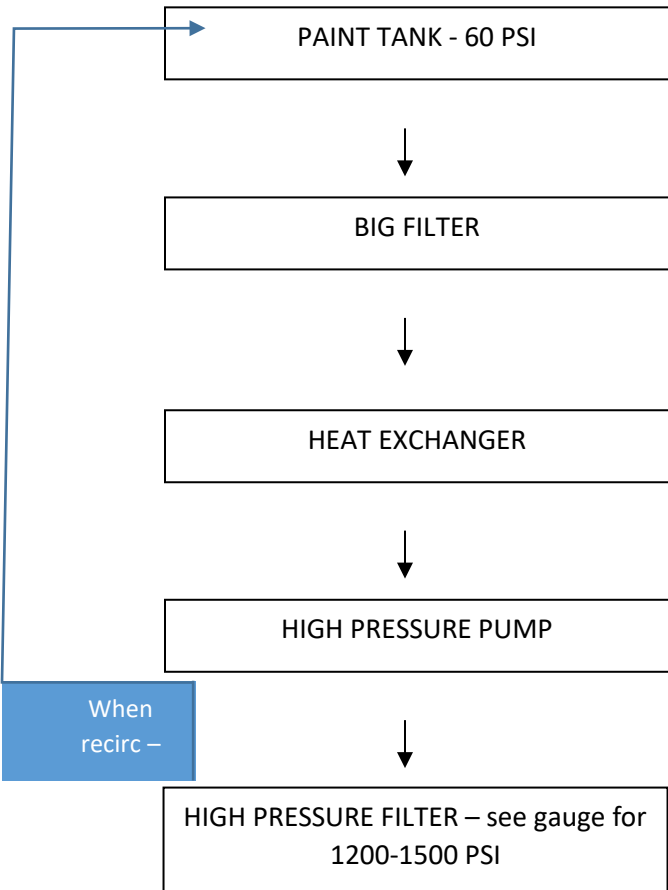 PAINT TANK - 60 PSI
BIG FILTER
HEAT EXCHANGER
HIGH PRESSURE PUMP
When
recirc –
HIGH PRESSURE FILTER – see gauge for
1200-1500 PSI